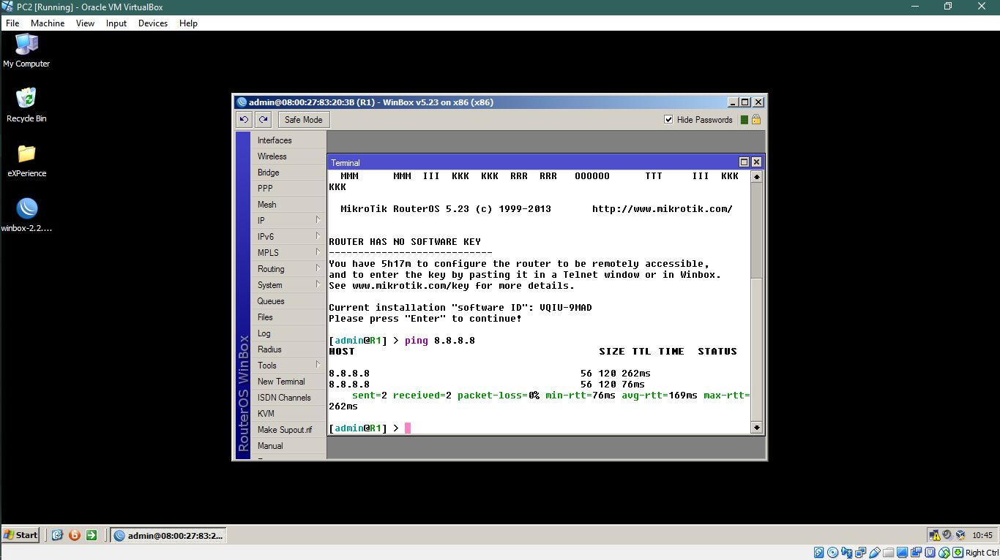 PC2 [Running] - Oracle VM VirtualBox
File Machine View Input Devices Help
My Computer
Recycle Bin
eXPerience
winbox-2.2....
admin@08:00:27:83:20:3B (R1) - WinBox v5.23 on x86 (x86)
Safe Mode
Hide Passwords
RouterOS WinBox
Interfaces
Wireless
Bridge
PPP
Mesh
IP
IPv6
MPLS
Routing
System
Queues
Files
Log
Radius
Tools
New Terminal
ISDN Channels
KVM
Make Supout.rif
Manual
Terminal
MMM MMM III KKK KKK RRR RRR OOOOOO TTT III KKK
KKK
MikroTik RouterOS 5.23 (c) 1999-2013 http://www.mikrotik.com/
ROUTER HAS NO SOFTWARE KEY
----------------------------
You have 5h17m to configure the router to be remotely accessible,
and to enter the key by pasting it in a Telnet window or in Winbox.
See www.mikrotik.com/key for more details.
Current installation "software ID": VQIU-9MAD
Please press "Enter" to continue!
[admin@R1] > ping 8.8.8.8
HOST SIZE TTL TIME STATUS
8.8.8.8 56 120 262ms
8.8.8.8 56 120 76ms
sent=2 received=2 packet-loss=0% min-rtt=76ms avg-rtt=169ms max-rtt=
262ms
[admin@R1] >
Start
admin@08:00:27:83:2...
10:45
Right Ctrl